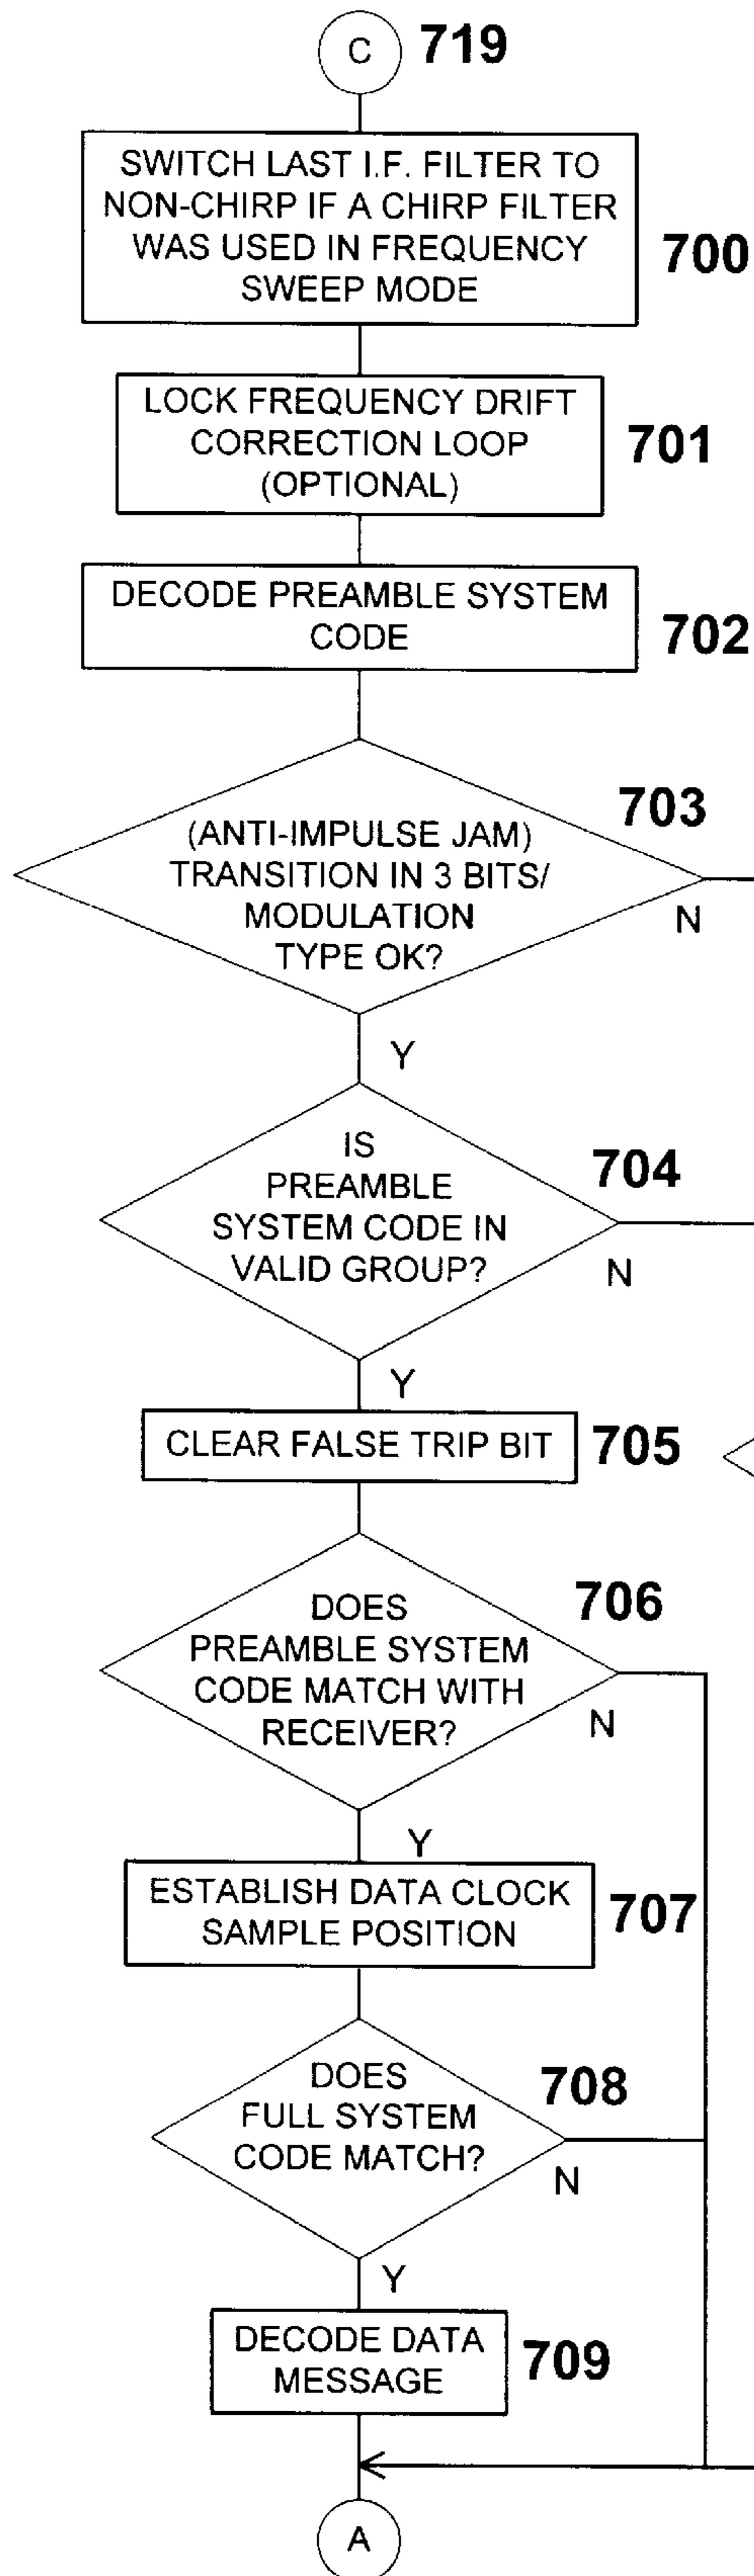 C 719
SWITCH LAST I.F. FILTER TO
NON-CHIRP IF A CHIRP FILTER
WAS USED IN FREQUENCY
SWEEP MODE
700
LOCK FREQUENCY DRIFT
CORRECTION LOOP
(OPTIONAL)
701
DECODE PREAMBLE SYSTEM
CODE
702
703
(ANTI-IMPULSE JAM)
TRANSITION IN 3 BITS/
MODULATION
TYPE OK?
N
Y
704
IS
PREAMBLE
SYSTEM CODE IN
VALID GROUP?
N
Y
CLEAR FALSE TRIP BIT 705
706
DOES
PREAMBLE SYSTEM
CODE MATCH WITH
RECEIVER?
N
Y
ESTABLISH DATA CLOCK
SAMPLE POSITION
707
708
DOES
FULL SYSTEM
CODE MATCH?
N
Y
DECODE DATA
MESSAGE
709
A